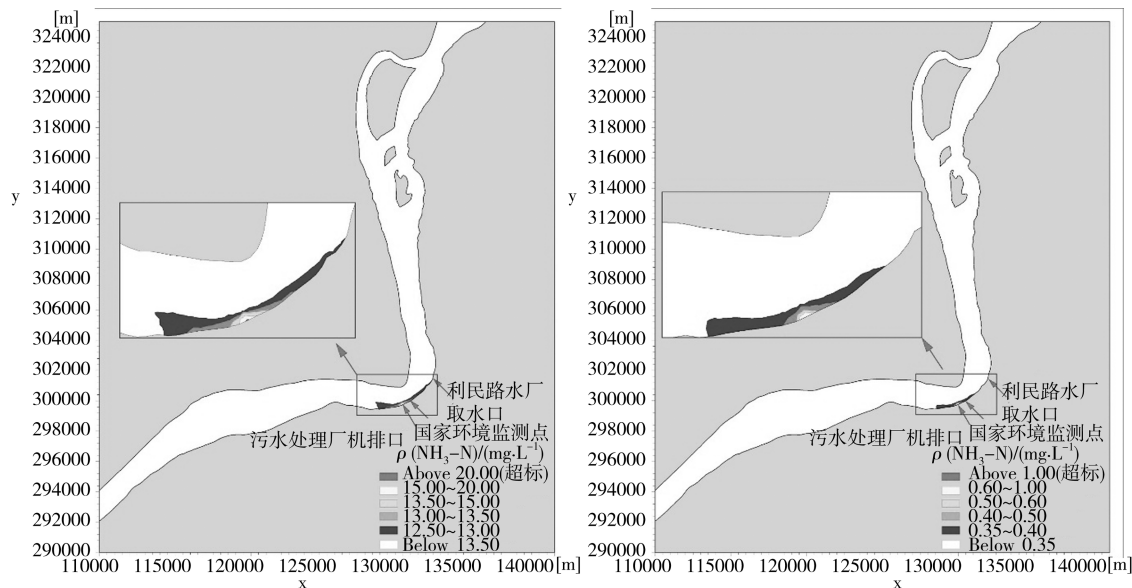 [m]
324000
322000
320000
318000
316000
y
314000
312000
310000
308000
306000
304000
302000
300000
298000
296000
294000
292000
290000
110000 115000 120000 125000 130000 135000 140000 [m]
x
利民路水厂
取水口
国家环境监测点
污水处理厂机排口
ρ (NH₃-N)/(mg·L⁻¹)
Above 20.00(超标)
15.00~20.00
13.50~15.00
13.00~13.50
12.50~13.00
Below 13.50
[m]
324000
322000
320000
318000
316000
y
314000
312000
310000
308000
306000
304000
302000
300000
298000
296000
294000
292000
290000
110000 115000 120000 125000 130000 135000 140000 [m]
x
利民路水厂
取水口
国家环境监测点
污水处理厂机排口
ρ (NH₃-N)/(mg·L⁻¹)
Above 1.00(超标)
0.60~1.00
0.50~0.60
0.40~0.50
0.35~0.40
Below 0.35